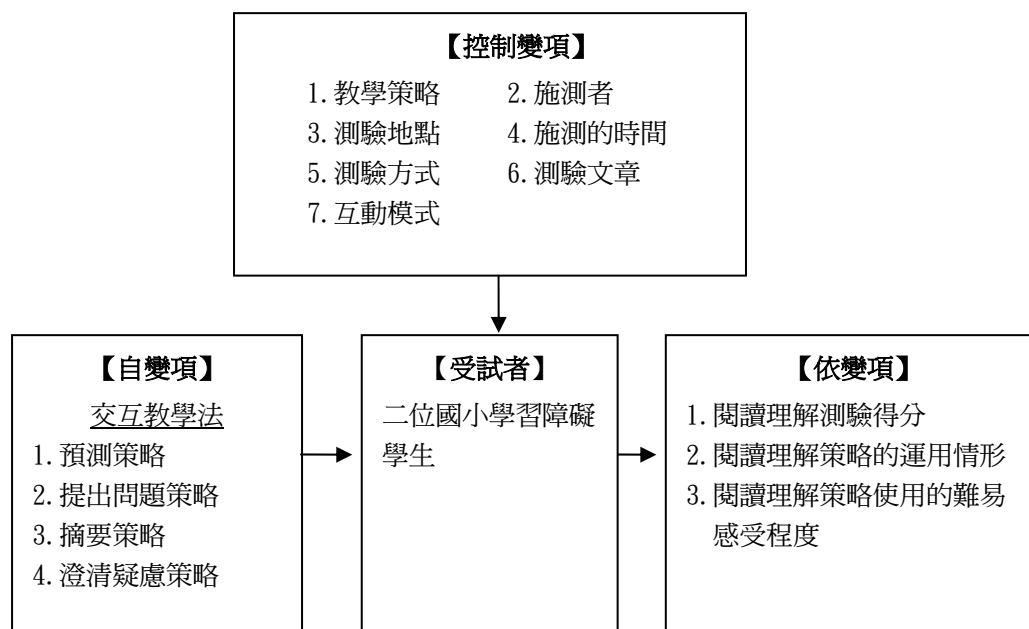 【控制變項】
1.教學策略 2.施測者
3.測驗地點 4.施測的時間
5.測驗方式 6.測驗文章
7.互動模式
【自變項】
交互教學法
1.預測策略
2.提出問題策略
3.摘要策略
4.澄清疑慮策略
【受試者】
二位國小學習障礙
學生
【依變項】
1.閱讀理解測驗得分
2.閱讀理解策略的運用情形
3.閱讀理解策略使用的難易
感受程度